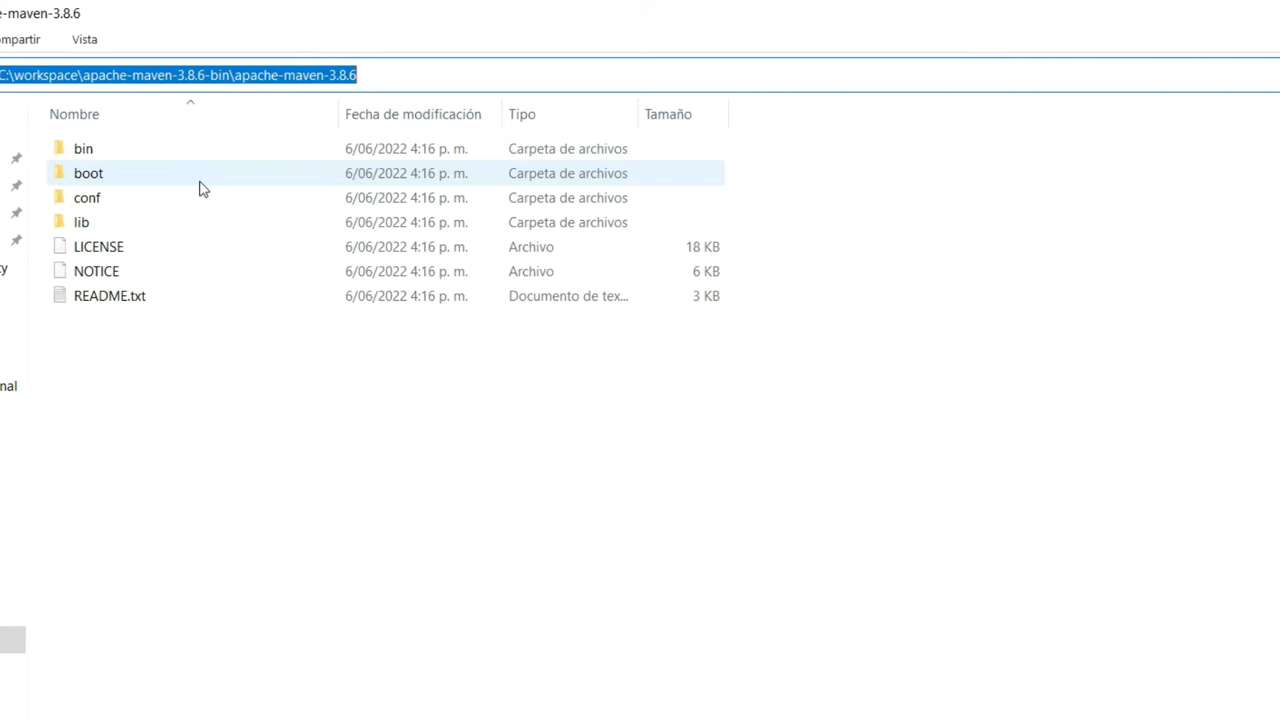 e-maven-3.8.6
ompartir Vista
C:\workspace\apache-maven-3.8.6-bin\apache-maven-3.8.6
Nombre Fecha de modificación Tipo Tamaño
bin 6/06/2022 4:16 p. m. Carpeta de archivos
boot 6/06/2022 4:16 p. m. Carpeta de archivos
conf 6/06/2022 4:16 p. m. Carpeta de archivos
lib 6/06/2022 4:16 p. m. Carpeta de archivos
LICENSE 6/06/2022 4:16 p. m. Archivo 18 KB
y
NOTICE 6/06/2022 4:16 p. m. Archivo 6 KB
README.txt 6/06/2022 4:16 p. m. Documento de tex... 3 KB
nal